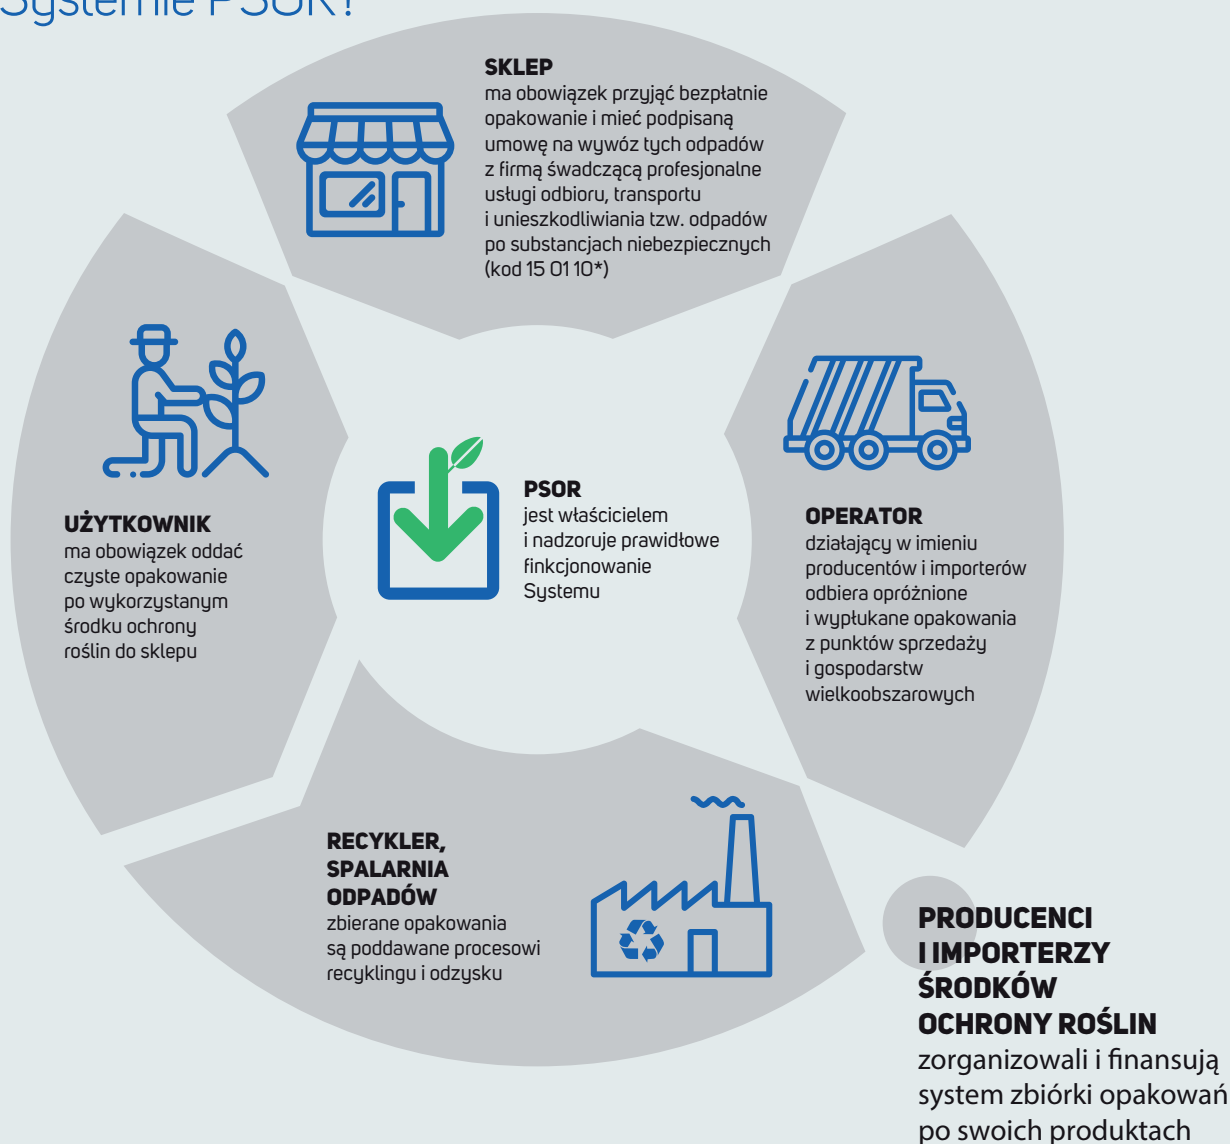 Systemie PSOR?
SKLEP
ma obowiązek przyjąć bezpłatnie
opakowanie i mieć podpisaną
umowę na wywóz tych odpadów
z firmą śwadczącą profesjonalne
usługi odbioru, transportu
i unieszkodliwiania tzw. odpadów
po substancjach niebezpiecznych
(kod 15 01 10*)
UŻYTKOWNIK
ma obowiązek oddać
czyste opakowanie
po wykorzystanym
środku ochrony
roślin do sklepu
PSOR
jest właścicielem
i nadzoruje prawidłowe
finkcjonowanie
Systemu
OPERATOR
działający w imieniu
producentów i importerów
odbiera opróżnione
i wypłukane opakowania
z punktów sprzedaży
i gospodarstw
wielkoobszarowych
RECYKLER,
SPALARNIA
ODPADÓW
zbierane opakowania
są poddawane procesowi
recyklingu i odzysku
PRODUCENCI
I IMPORTERZY
ŚRODKÓW
OCHRONY ROŚLIN
zorganizowali i finansują
system zbiórki opakowań
po swoich produktach